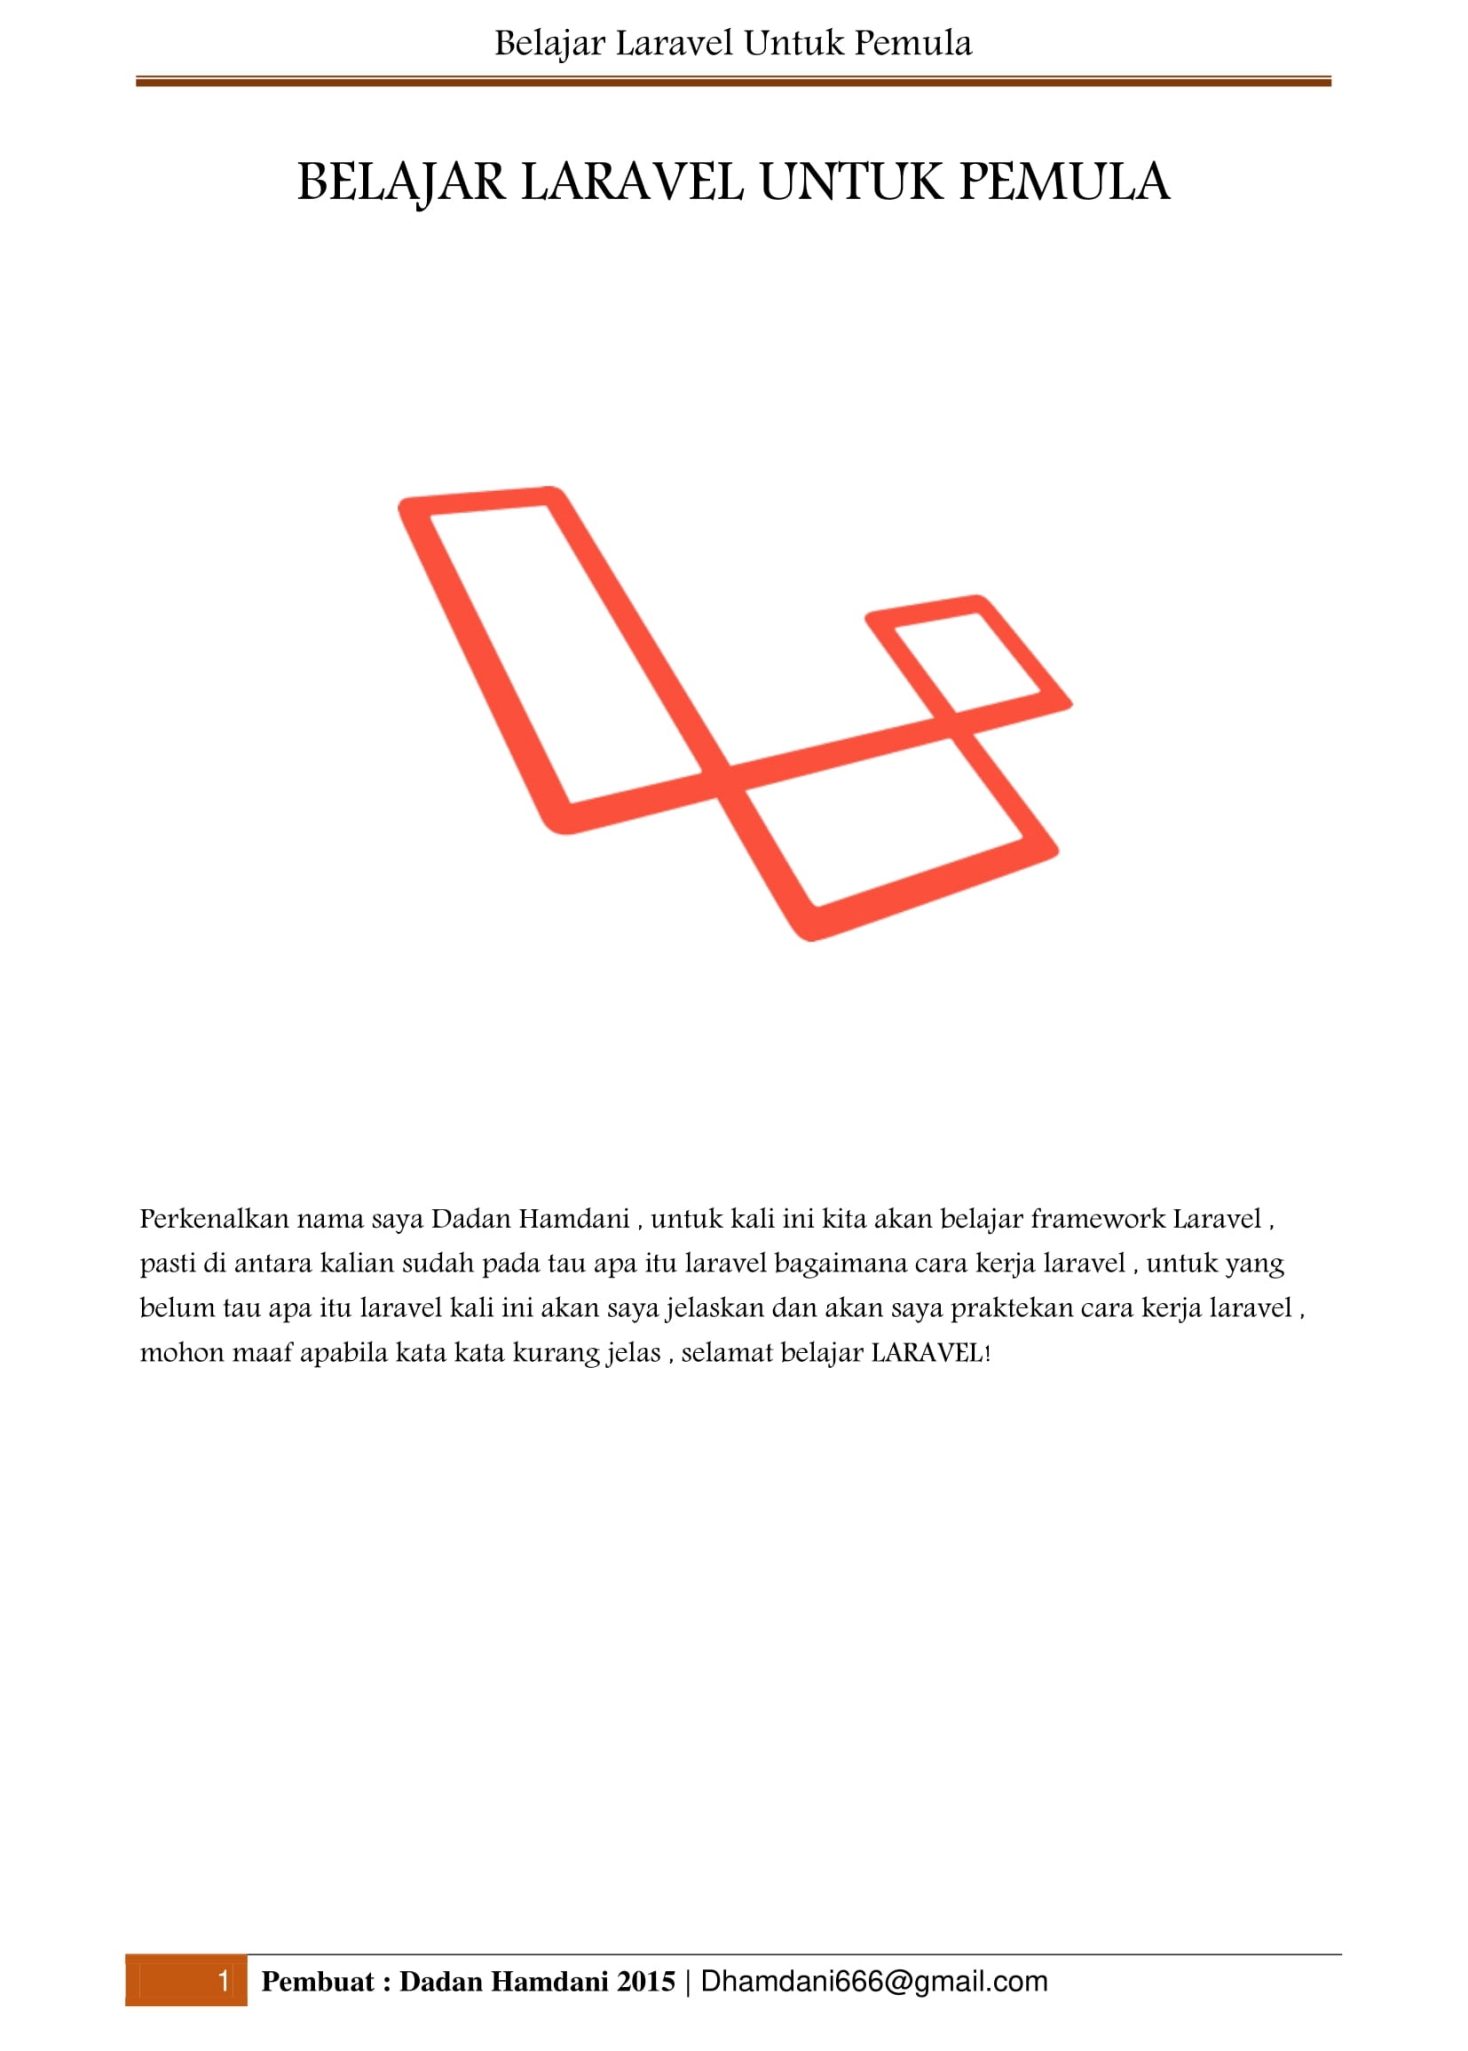 Belajar Laravel Untuk Pemula
BELAJAR LARAVEL UNTUK PEMULA
Perkenalkan nama saya Dadan Hamdani , untuk kali ini kita akan belajar framework Laravel ,
pasti di antara kalian sudah pada tau apa itu laravel bagaimana cara kerja laravel , untuk yang
belum tau apa itu laravel kali ini akan saya jelaskan dan akan saya praktekan cara kerja laravel ,
mohon maaf apabila kata kata kurang jelas , selamat belajar LARAVEL!
1 Pembuat : Dadan Hamdani 2015 | Dhamdani666@gmail.com